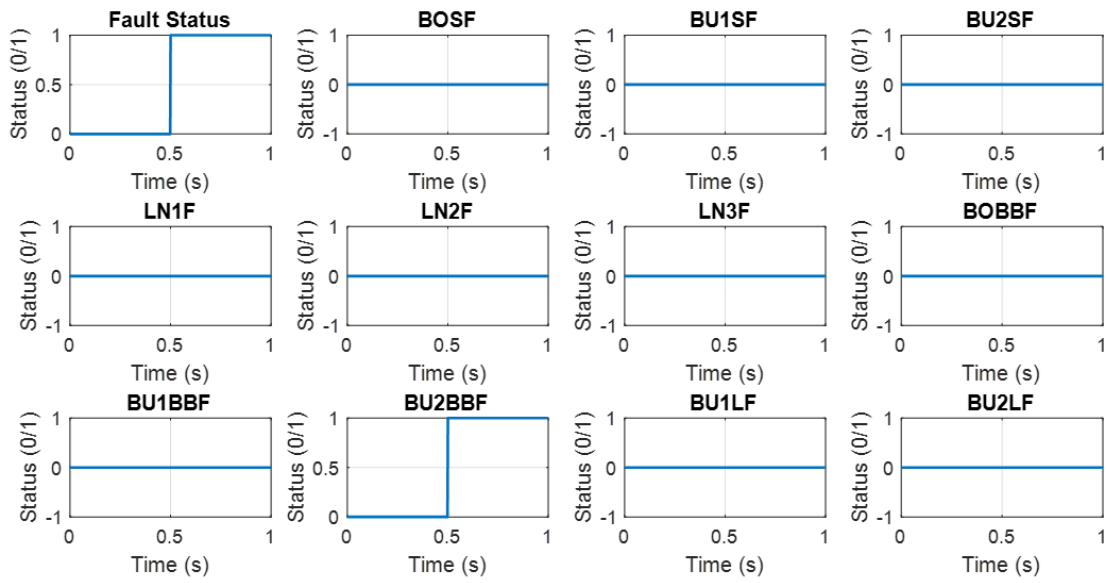 Fault Status
BOSF
BU1SF
BU2SF
Status (0/1)
1
0.5
0
0 0.5 1
Time (s)
Status (0/1)
1
0
-1
0 0.5 1
Time (s)
Status (0/1)
1
0
-1
0 0.5 1
Time (s)
Status (0/1)
1
0
-1
0 0.5 1
Time (s)
LN1F
LN2F
LN3F
BOBBF
Status (0/1)
1
0
-1
0 0.5 1
Time (s)
Status (0/1)
1
0
-1
0 0.5 1
Time (s)
Status (0/1)
1
0
-1
0 0.5 1
Time (s)
Status (0/1)
1
0
-1
0 0.5 1
Time (s)
BU1BBF
BU2BBF
BU1LF
BU2LF
Status (0/1)
1
0
-1
0 0.5 1
Time (s)
Status (0/1)
1
0.5
0
0 0.5 1
Time (s)
Status (0/1)
1
0
-1
0 0.5 1
Time (s)
Status (0/1)
1
0
-1
0 0.5 1
Time (s)